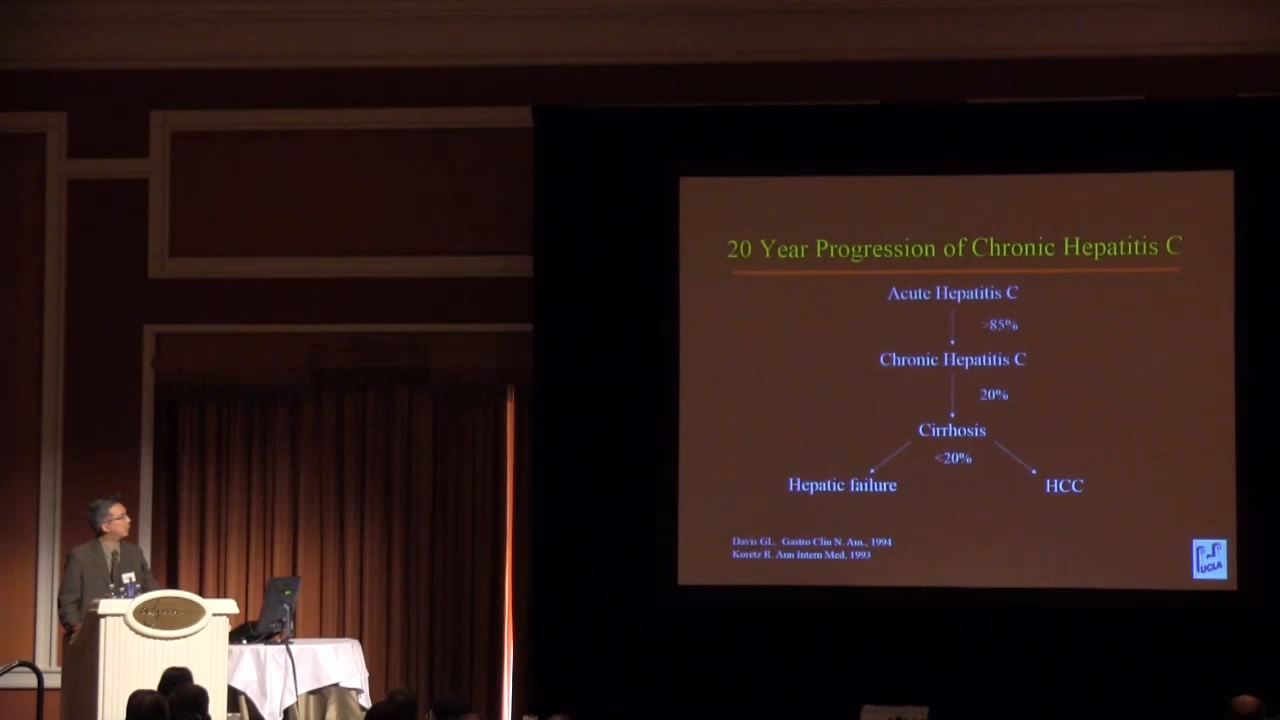 20 Year Progression of Chronic Hepatitis C
Acute Hepatitis C
>85%
Chronic Hepatitis C
20%
Cirrhosis
<20%
Hepatic failure
HCC
Davis GL. Gastro Clin N. Am., 1994
Koretz R. Ann Intern Med, 1993
UCLA
Wynn